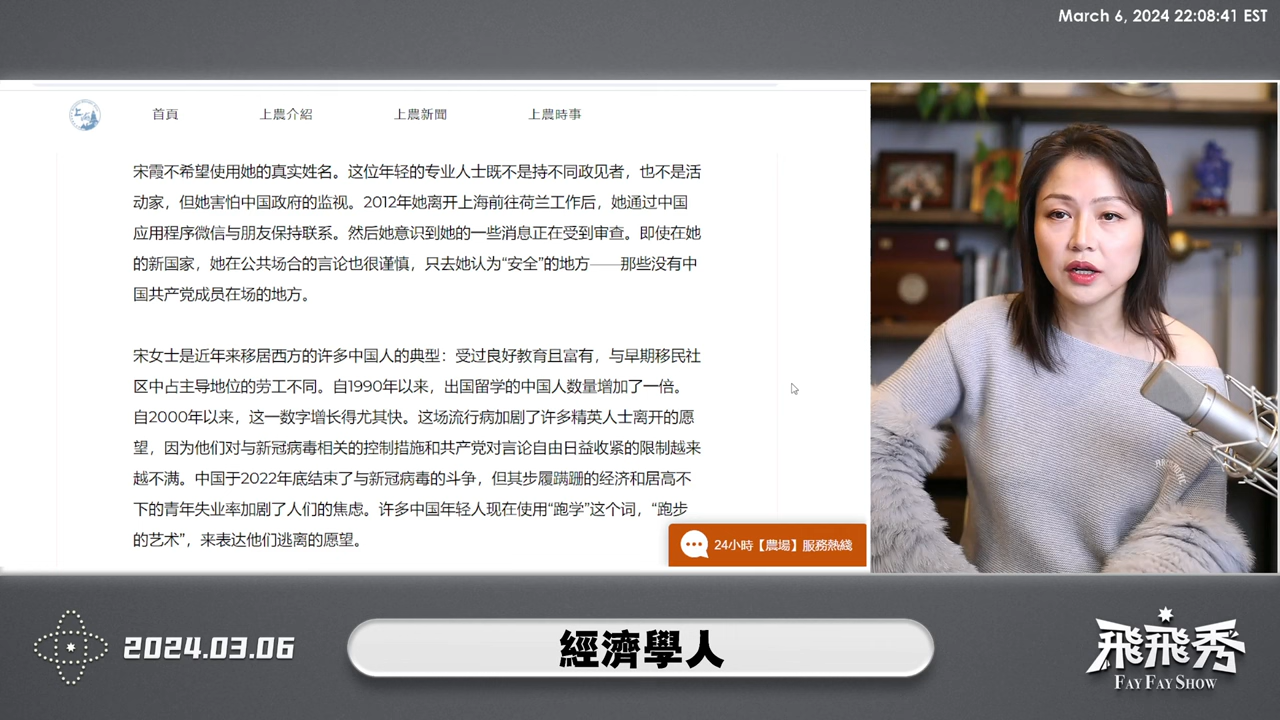 March 6, 2024 22:08:41 EST
首頁
上農介紹
上農新聞
上農時事
宋霞不希望使用她的真实姓名。这位年轻的专业人士既不是持不同政见者，也不是活
动家，但她害怕中国政府的监视。2012年她离开上海前往荷兰工作后，她通过中国
应用程序微信与朋友保持联系。然后她意识到她的一些消息正在受到审查。即使在她
的新国家，她在公共场合的言论也很谨慎，只去她认为“安全”的地方——那些没有中
国共产党成员在场的地方。
宋女士是近年来移居西方的许多中国人的典型：受过良好教育且富有，与早期移民社
区中占主导地位的劳工不同。自1990年以来，出国留学的中国人数量增加了一倍。
自2000年以来，这一数字增长得尤其快。这场流行病加剧了许多精英人士离开的愿
望，因为他们对与新冠病毒相关的控制措施和共产党对言论自由日益收紧的限制越来
越不满。中国于2022年底结束了与新冠病毒的斗争，但其步履蹒跚的经济和居高不
下的青年失业率加剧了人们的焦虑。许多中国年轻人现在使用“跑学”这个词，“跑步
的艺术”，来表达他们逃离的愿望。
24小時【農場】服務熱綫
2024.03.06
經濟學人
飛飛秀
FAY FAY SHOW